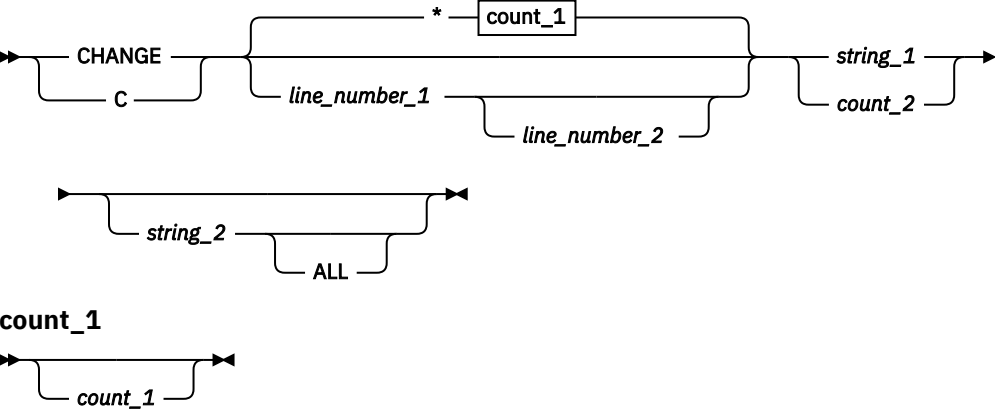 * count_1
CHANGE string_1
C line_number_1 count_2
line_number_2
string_2
ALL
count_1
count_1